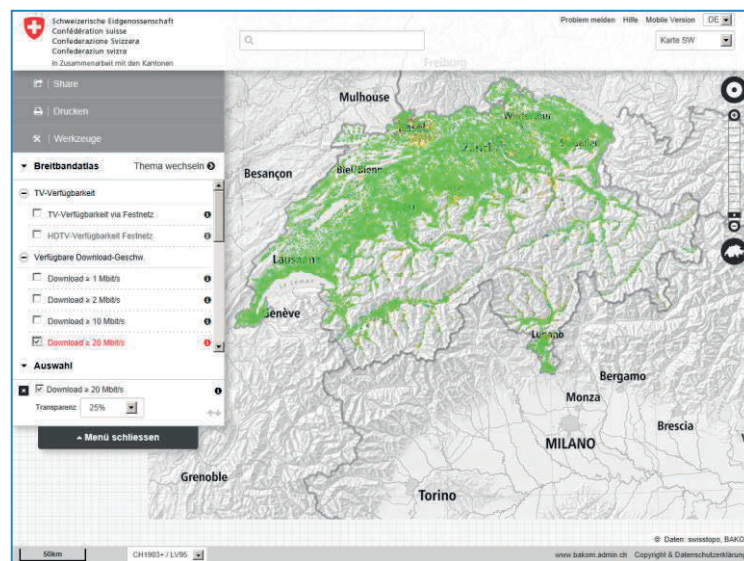 Schweizerische Eidgenossenschaft
Confédération suisse
Confederazione Svizzera
Confederaziun svizra
In Zusammenarbeit mit den Kantonen
Problem melden Hilfe Mobile Version DE
Karte SW
Share
Drucken
Werkzeuge
Breitbandatlas Thema wechseln
TV-Verfügbarkeit
TV-Verfügbarkeit via Festnetz
HDTV-Verfügbarkeit Festnetz
Verfügbare Download-Geschw.
Download ≥ 1 Mbit/s
Download ≥ 2 Mbit/s
Download ≥ 10 Mbit/s
Download ≥ 20 Mbit/s
Auswahl
Download ≥ 20 Mbit/s
Transparenz 25%
Menü schliessen
Freiburg
Mulhouse
Basel
Winterthur
Zürich
Besançon
Biel/Bienne
Lausanne
Genève
Lugano
Bergamo
Monza
Brescia
MILANO
Grenoble
Torino
© Daten: swisstopo, BAKO
50km CH1903+ / LV95 www.bakom.admin.ch Copyright & Datenschutzerklärung